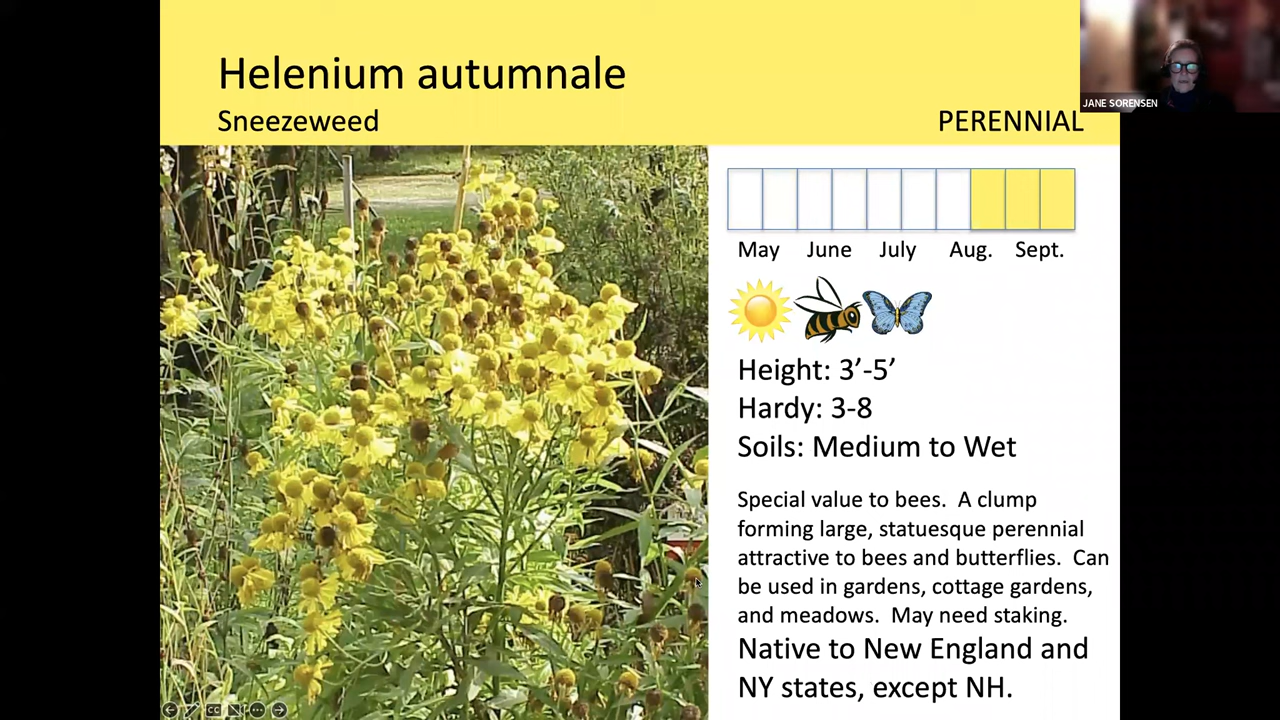 Helenium autumnale
Sneezeweed
PERENNIAL
JANE SORENSEN
May June July Aug. Sept.
Height: 3’-5’
Hardy: 3-8
Soils: Medium to Wet
Special value to bees.  A clump
forming large, statuesque perennial
attractive to bees and butterflies.  Can
be used in gardens, cottage gardens,
and meadows.  May need staking.
Native to New England and
NY states, except NH.
CC